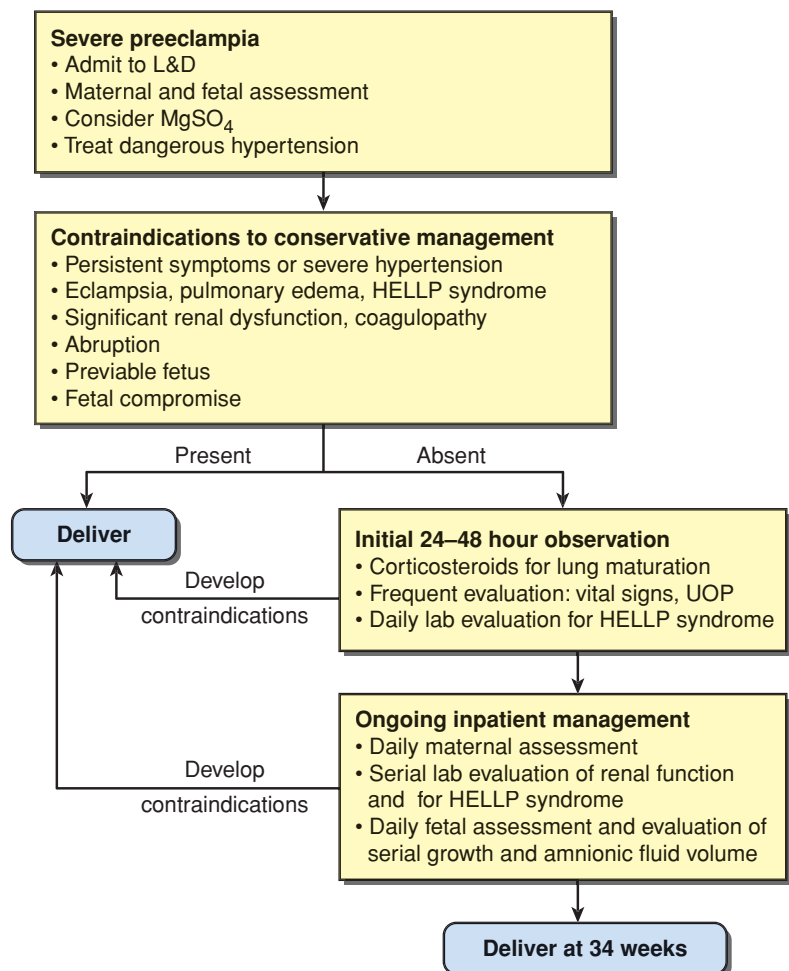 Severe preeclampsia
• Admit to L&D
• Maternal and fetal assessment
• Consider MgSO4
• Treat dangerous hypertension
Contraindications to conservative management
• Persistent symptoms or severe hypertension
• Eclampsia, pulmonary edema, HELLP syndrome
• Significant renal dysfunction, coagulopathy
• Abruption
• Previable fetus
• Fetal compromise
Present
Absent
Deliver
Initial 24–48 hour observation
• Corticosteroids for lung maturation
• Frequent evaluation: vital signs, UOP
• Daily lab evaluation for HELLP syndrome
Develop
contraindications
Ongoing inpatient management
• Daily maternal assessment
• Serial lab evaluation of renal function
and for HELLP syndrome
• Daily fetal assessment and evaluation of
serial growth and amnionic fluid volume
Develop
contraindications
Deliver at 34 weeks